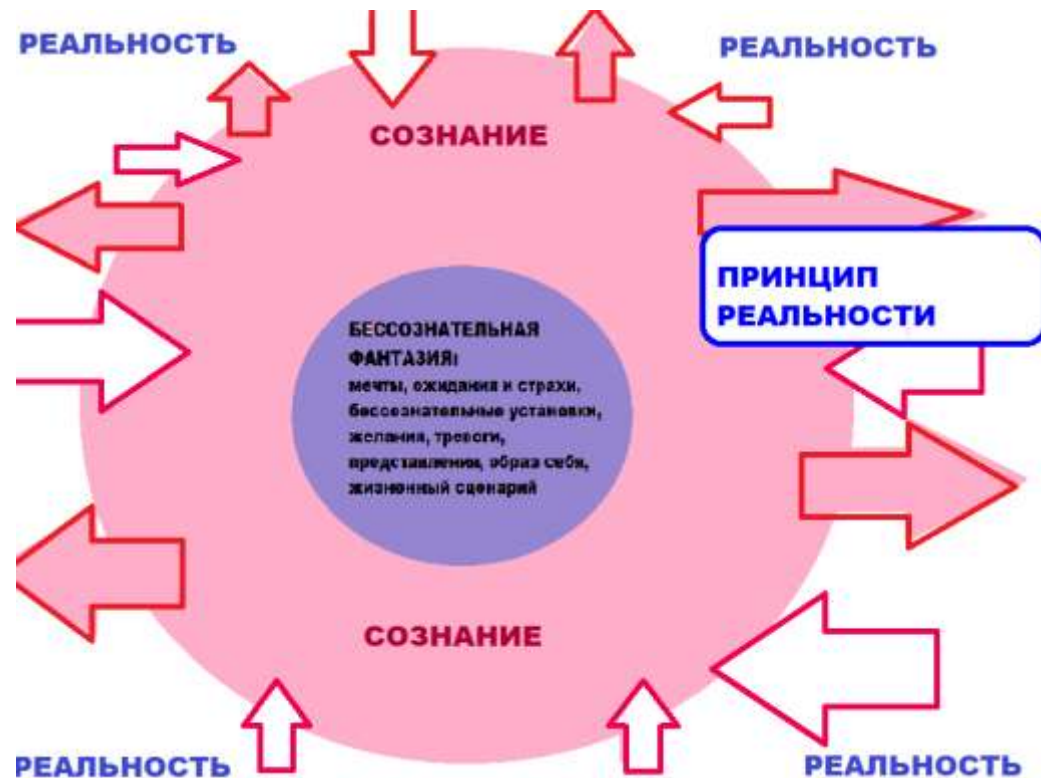 РЕАЛЬНОСТЬ
РЕАЛЬНОСТЬ
СОЗНАНИЕ
ПРИНЦИП
РЕАЛЬНОСТИ
БЕССОЗНАТЕЛЬНАЯ
ФАНТАЗИЯ:
мечты, ожидания и страхи,
бессознательные установки,
желания, тревоги,
представления, образ себя,
жизненный сценарий
СОЗНАНИЕ
РЕАЛЬНОСТЬ
РЕАЛЬНОСТЬ